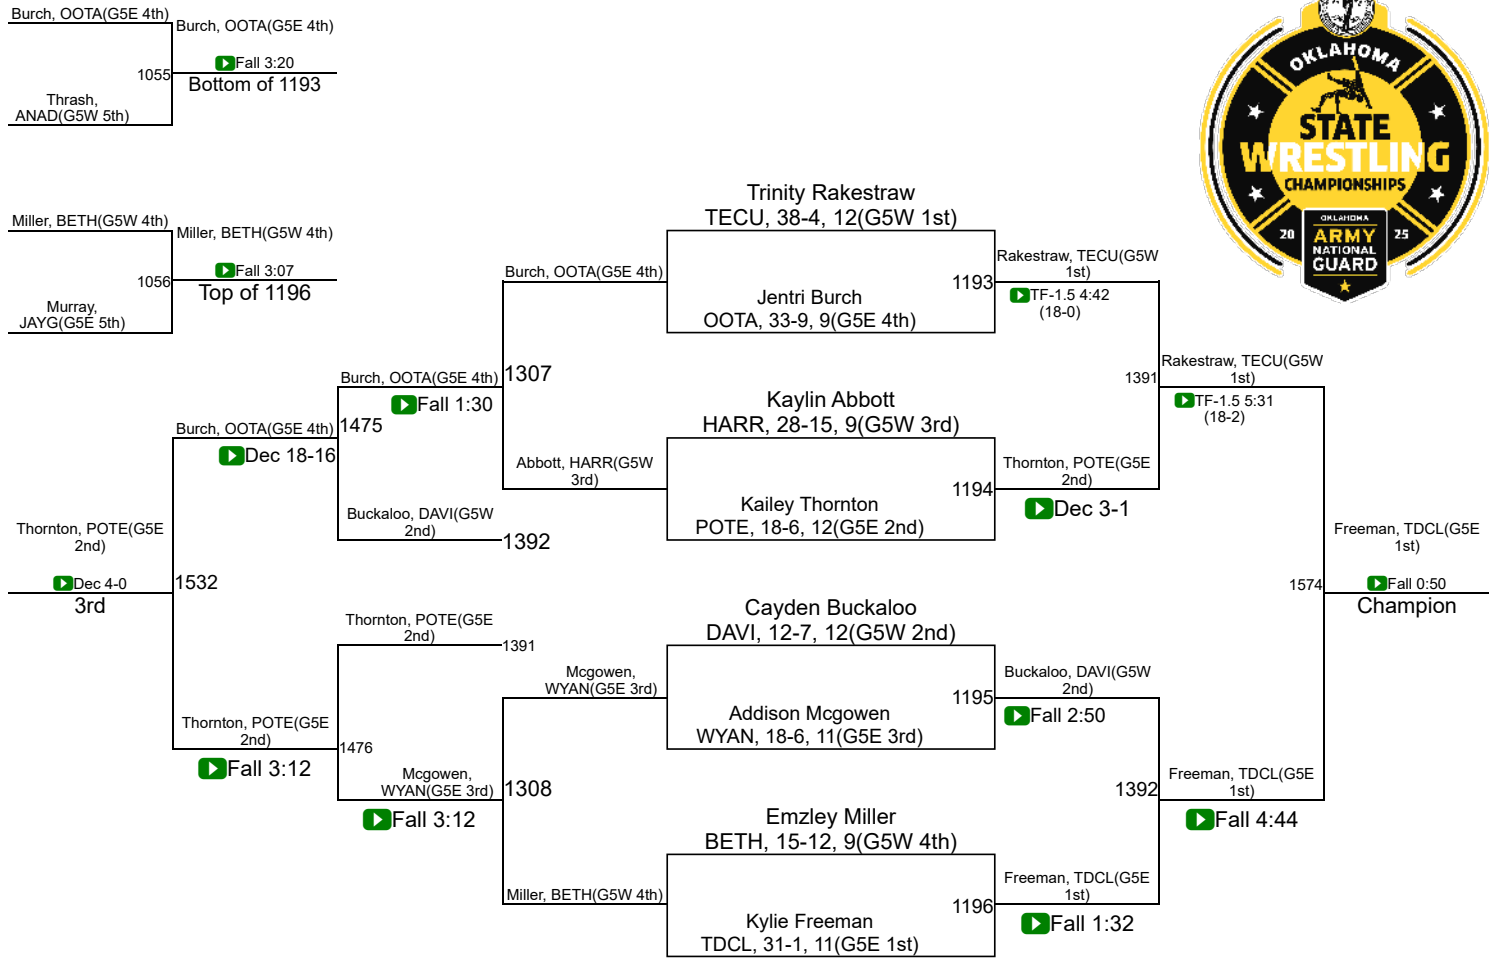 Burch, OOTA(G5E 4th)
Burch, OOTA(G5E 4th)
1055
Fall 3:20
Bottom of 1193
Thrash,
ANAD(G5W 5th)
Miller, BETH(G5W 4th)
Miller, BETH(G5W 4th)
1056
Fall 3:07
Top of 1196
Murray,
JAYG(G5E 5th)
OKLAHOMA
STATE
WRESTLING
CHAMPIONSHIPS
20
25
OKLAHOMA
ARMY
NATIONAL
GUARD
Trinity Rakestraw
TECU, 38-4, 12(G5W 1st)
Burch, OOTA(G5E 4th)
Jentri Burch
OOTA, 33-9, 9(G5E 4th)
1193
Rakestraw, TECU(G5W
1st)
TF-1.5 4:42
(18-0)
Burch, OOTA(G5E 4th)
1307
Fall 1:30
Kaylin Abbott
HARR, 28-15, 9(G5W 3rd)
1391
Rakestraw, TECU(G5W
1st)
TF-1.5 5:31
(18-2)
Burch, OOTA(G5E 4th)
1475
Dec 18-16
Abbott, HARR(G5W
3rd)
Kailey Thornton
POTE, 18-6, 12(G5E 2nd)
1194
Thornton, POTE(G5E
2nd)
Dec 3-1
Buckaloo, DAVI(G5W
2nd)
1392
Thornton, POTE(G5E
2nd)
Dec 4-0
3rd
1532
1574
Freeman, TDCL(G5E
1st)
Fall 0:50
Champion
Thornton, POTE(G5E
2nd)
1391
Cayden Buckaloo
DAVI, 12-7, 12(G5W 2nd)
Mcgowen,
WYAN(G5E 3rd)
Addison Mcgowen
WYAN, 18-6, 11(G5E 3rd)
1195
Buckaloo, DAVI(G5W
2nd)
Fall 2:50
Thornton, POTE(G5E
2nd)
1476
Fall 3:12
Mcgowen,
WYAN(G5E 3rd)
1308
Fall 3:12
Emzley Miller
BETH, 15-12, 9(G5W 4th)
1392
Freeman, TDCL(G5E
1st)
Fall 4:44
Miller, BETH(G5W 4th)
Kylie Freeman
TDCL, 31-1, 11(G5E 1st)
1196
Freeman, TDCL(G5E
1st)
Fall 1:32